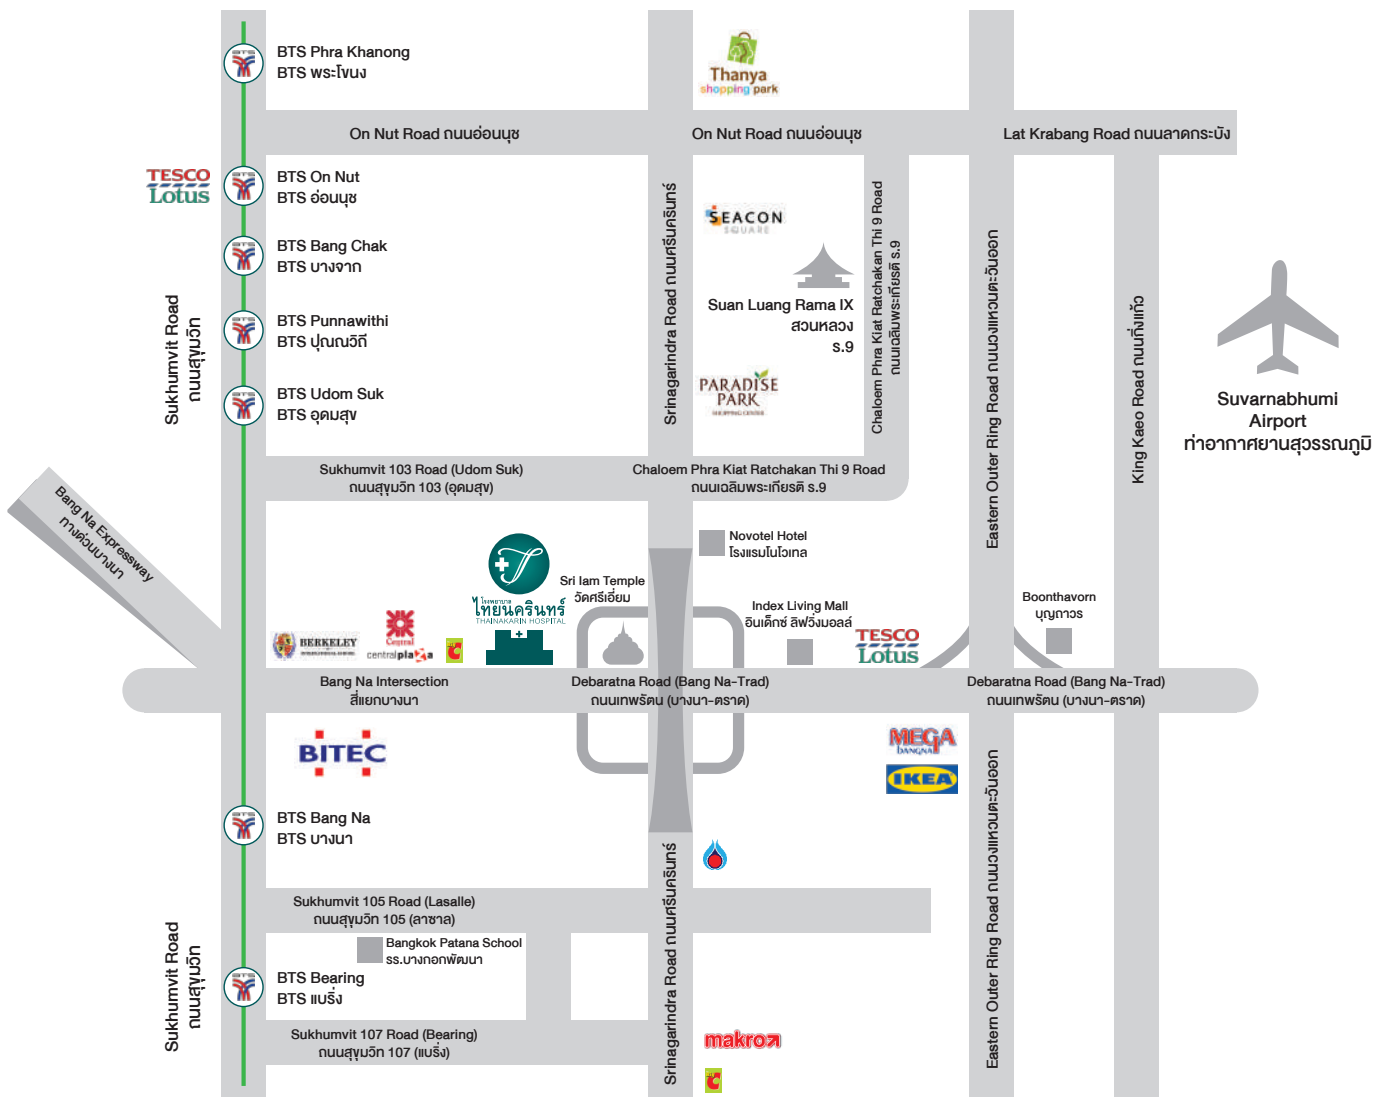 BTS Phra Khanong
BTS พระโขนง
Thanya
shopping park
On Nut Road ถนนอ่อนนุช
On Nut Road ถนนอ่อนนุช
Lat Krabang Road ถนนลาดกระบัง
TESCO
Lotus
BTS On Nut
BTS อ่อนนุช
SEACON
SQUARE
BTS Bang Chak
BTS บางจาก
Sukhumvit Road
ถนนสุขุมวิท
BTS Punnawithi
BTS ปุณณวิถี
BTS Udom Suk
BTS อุดมสุข
Srinagarindra Road ถนนศรีนครินทร์
Suan Luang Rama IX
สวนหลวง
ร.9
PARADISE
PARK
SHOPPING CENTER
Chaloem Phra Kiat Ratchakan Thi 9 Road
ถนนเฉลิมพระเกียรติ ร.9
Eastern Outer Ring Road ถนนวงแหวนตะวันออก
King Kaeo Road ถนนกิ่งแก้ว
Suvarnabhumi
Airport
ท่าอากาศยานสุวรรณภูมิ
Sukhumvit 103 Road (Udom Suk)
ถนนสุขุมวิท 103 (อุดมสุข)
Chaloem Phra Kiat Ratchakan Thi 9 Road
ถนนเฉลิมพระเกียรติ ร.9
Bang Na Expressway
ทางด่วนบางนา
Novotel Hotel
โรงแรมโนโวเทล
โรงพยาบาล
ไทยนครินทร์
THAINAKARIN HOSPITAL
Sri Iam Temple
วัดศรีเอี่ยม
Index Living Mall
อินเด็กซ์ ลิฟวิ่งมอลล์
Boonthavorn
บุญถาวร
BERKELEY
INTERNATIONAL SCHOOL
Central
centralplaza
TESCO
Lotus
Bang Na Intersection
สี่แยกบางนา
Debaratna Road (Bang Na-Trad)
ถนนเทพรัตน (บางนา-ตราด)
Debaratna Road (Bang Na-Trad)
ถนนเทพรัตน (บางนา-ตราด)
BITEC
MEGA
BANGNA
IKEA
BTS Bang Na
BTS บางนา
Srinagarindra Road ถนนศรีนครินทร์
Eastern Outer Ring Road ถนนวงแหวนตะวันออก
Sukhumvit 105 Road (Lasalle)
ถนนสุขุมวิท 105 (ลาซาล)
Sukhumvit Road
ถนนสุขุมวิท
Bangkok Patana School
รร.บางกอกพัฒนา
BTS Bearing
BTS แบริ่ง
Sukhumvit 107 Road (Bearing)
ถนนสุขุมวิท 107 (แบริ่ง)
makro